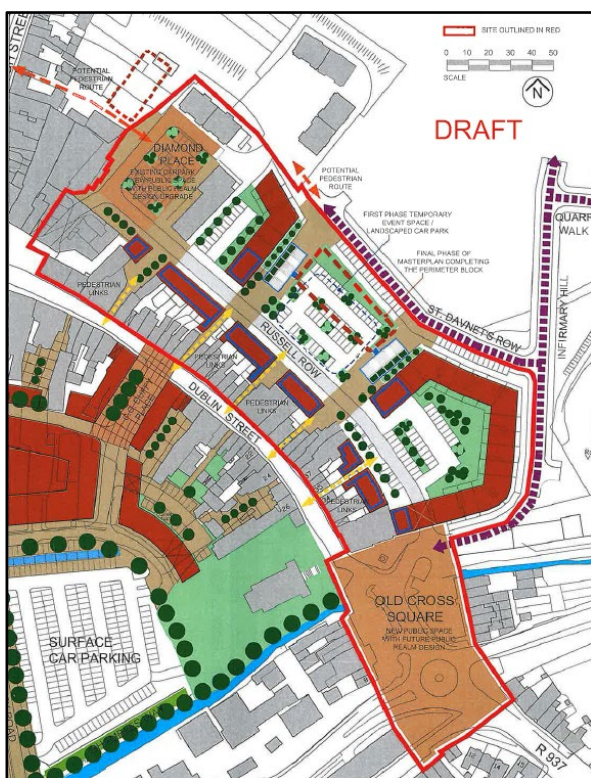 SITE OUTLINED IN RED
0 10 20 30 40 50
SCALE
N
DRAFT
POTENTIAL
PEDESTRIAN
ROUTE
DIAMOND
PLACE
EXISTING CARPARK/
NEW PUBLIC SPACE
WITH PUBLIC REALM
DESIGN UPGRADE
POTENTIAL
PEDESTRIAN
ROUTE
FIRST PHASE TEMPORARY
EVENT SPACE /
LANDSCAPED CAR PARK
FINAL PHASE OF
MASTERPLAN COMPLETING
THE PERIMETER BLOCK
QUARRY
WALK
INFIRMARY HILL
ST. DAVNET'S ROW
PEDESTRIAN
LINKS
RUSSELL ROW
PEDESTRIAN
LINKS
PEDESTRIAN
LINKS
DUBLIN STREET
PLACE
PEDESTRIAN
LINKS
24
26
OLD CROSS
SQUARE
NEW PUBLIC SPACE
WITH FUTURE PUBLIC
REALM DESIGN
SURFACE
CAR PARKING
R 937